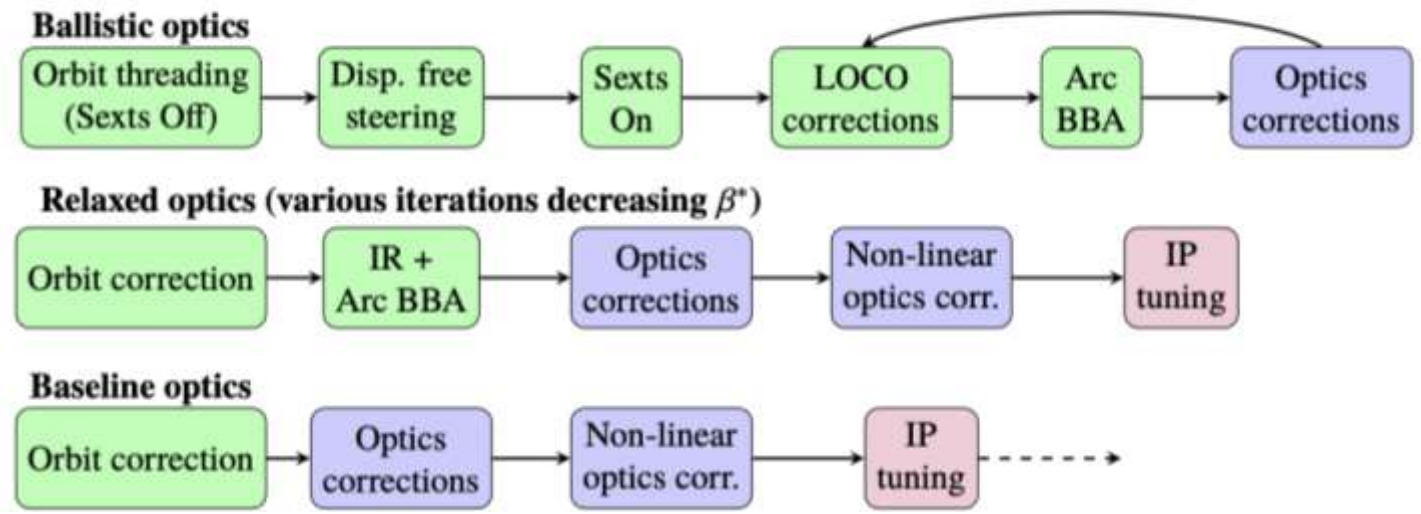 Ballistic optics
Orbit threading
(Sexts Off)
Disp. free
steering
Sexts
On
LOCO
corrections
Arc
BBA
Optics
corrections
Relaxed optics (various iterations decreasing β*)
Orbit correction
IR +
Arc BBA
Optics
corrections
Non-linear
optics corr.
IP
tuning
Baseline optics
Orbit correction
Optics
corrections
Non-linear
optics corr.
IP
tuning